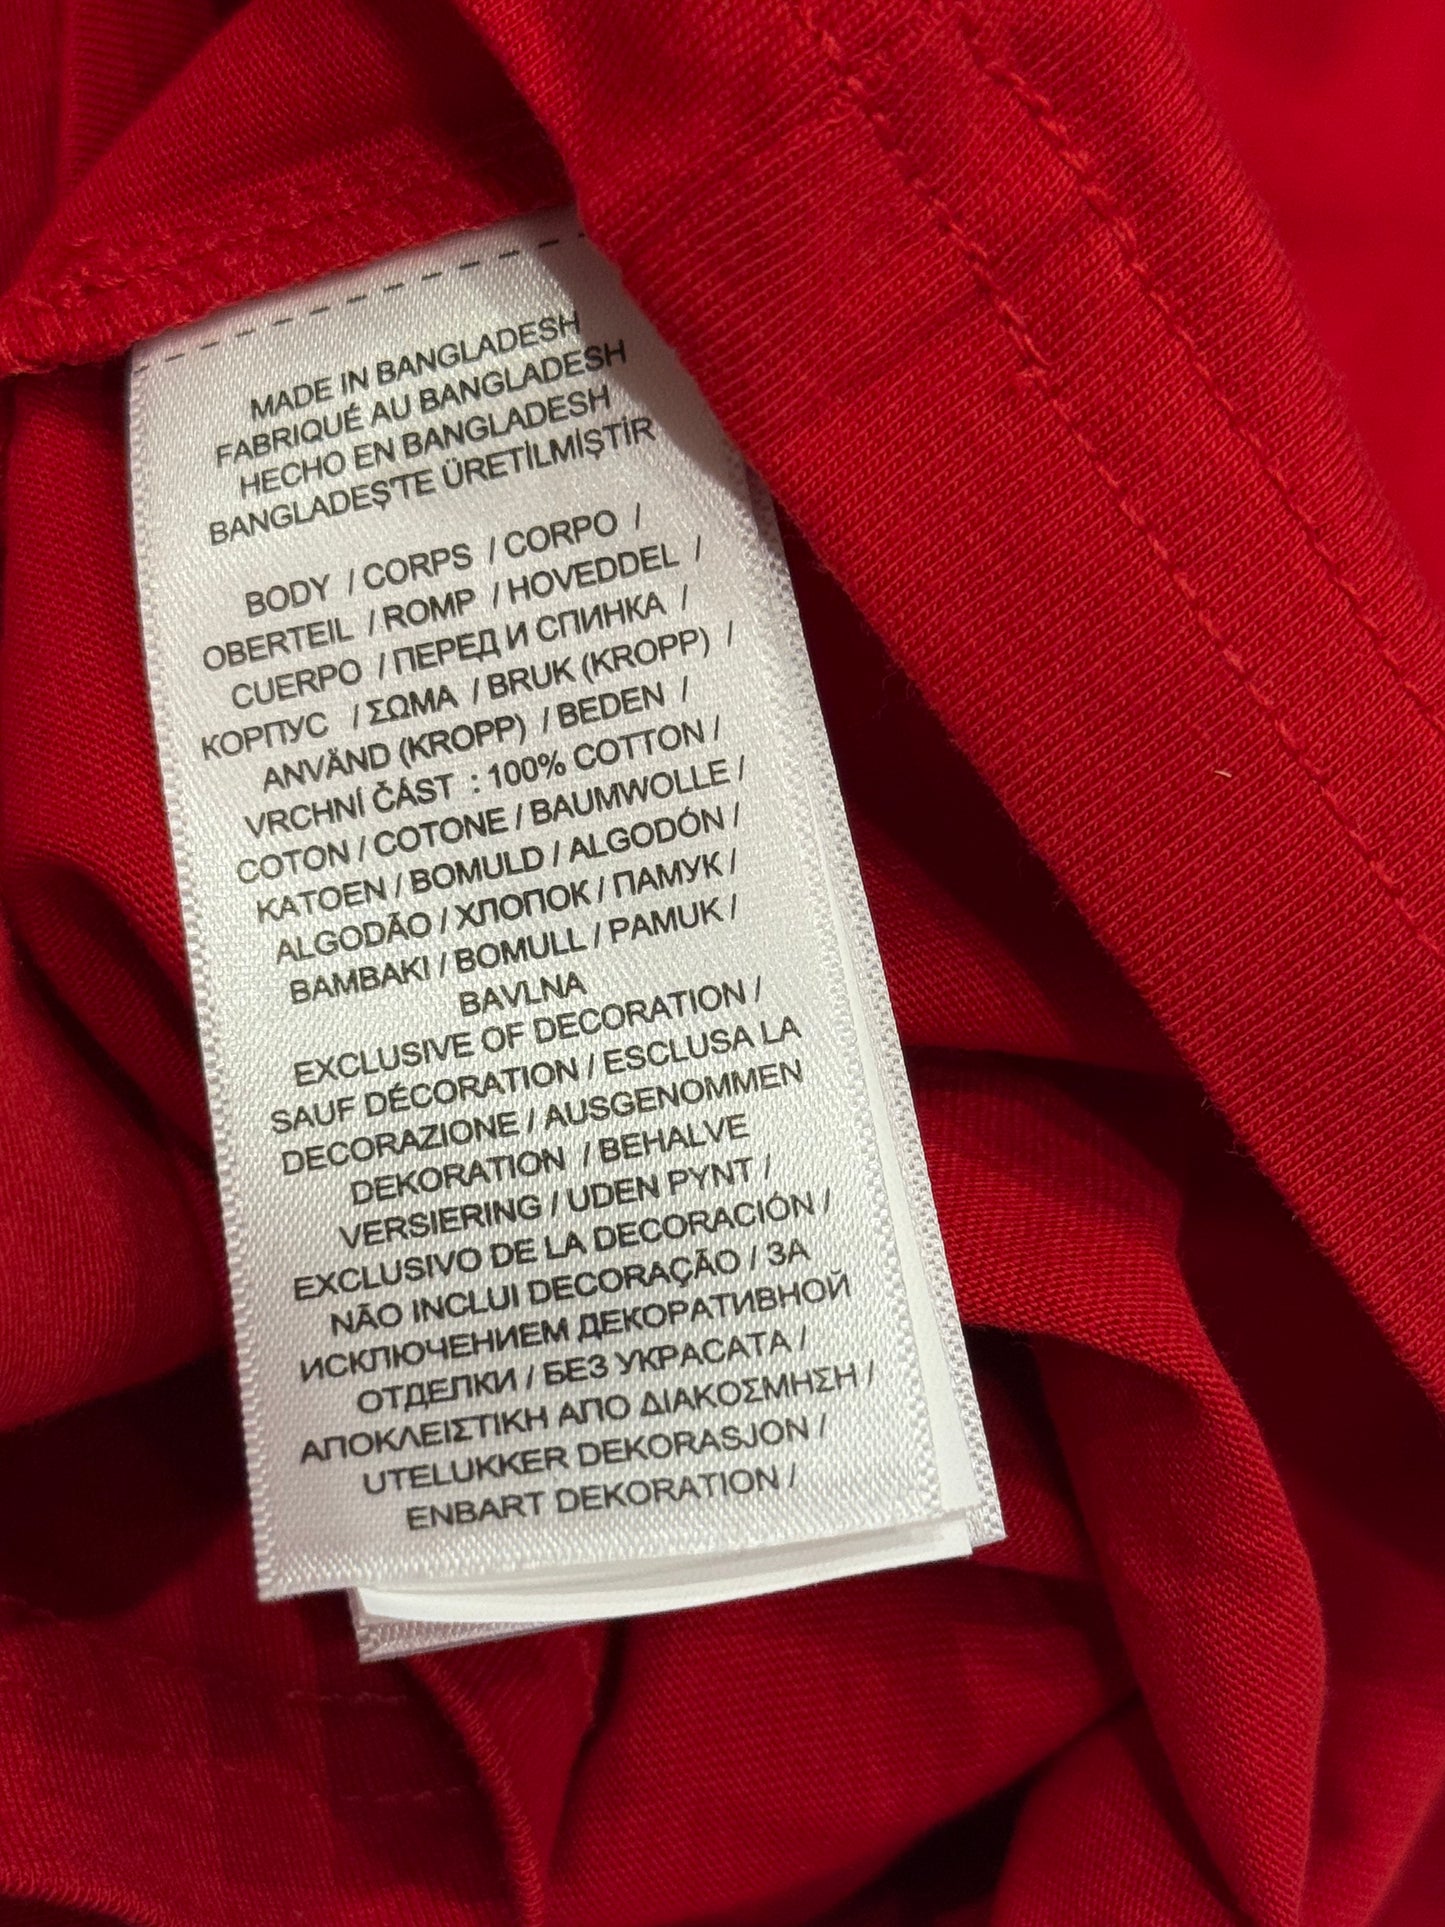 MADE IN BANGLADESH
FABRIQUÉ AU BANGLADESH
HECHO EN BANGLADESH
BANGLADEŞ'TE ÜRETİLMİŞTİR
BODY / CORPS / CORPO /
OBERTEIL / ROMP / HOVEDDEL /
CUERPO / ПЕРЕД И СПИНКА /
КОРПУС / ΣΩΜΑ / BRUK (KROPP) /
ANVÄND (KROPP) / BEDEN /
VRCHNÍ ČÁST : 100% COTTON /
COTON / COTONE / BAUMWOLLE /
KATOEN / BOMULD / ALGODÓN /
ALGODÃO / ХЛОПОК / ПАМУК /
BAMBAKI / BOMULL / PAMUK /
BAVLNA
EXCLUSIVE OF DECORATION /
SAUF DÉCORATION / ESCLUSA LA
DECORAZIONE / AUSGENOMMEN
DEKORATION / BEHALVE
VERSIERING / UDEN PYNT /
EXCLUSIVO DE LA DECORACIÓN /
NÃO INCLUI DECORAÇÃO / ЗА
ИСКЛЮЧЕНИЕМ ДЕКОРАТИВНОЙ
ОТДЕЛКИ / БЕЗ УКРАСАТА /
ΑΠΟΚΛΕΙΣΤΙΚΗ ΑΠΟ ΔΙΑΚΟΣΜΗΣΗ /
UTELUKKER DEKORASJON /
ENBART DEKORATION /